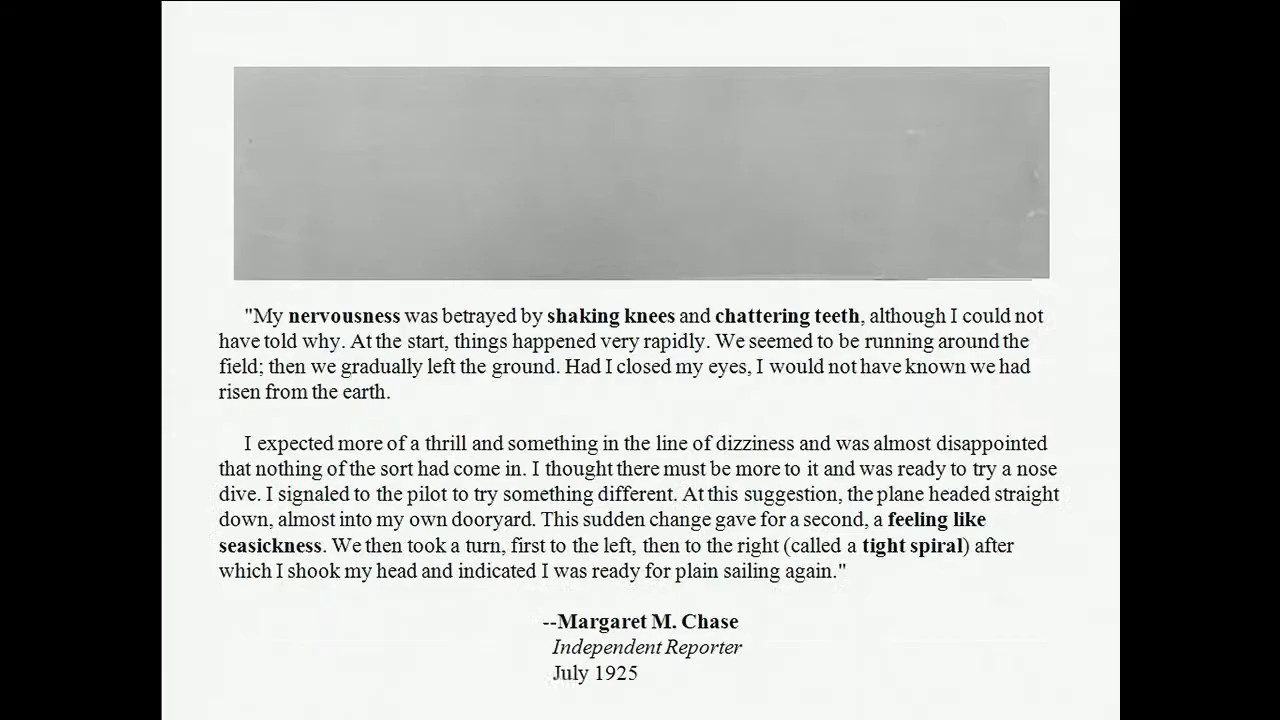 "My nervousness was betrayed by shaking knees and chattering teeth, although I could not
have told why. At the start, things happened very rapidly. We seemed to be running around the
field; then we gradually left the ground. Had I closed my eyes, I would not have known we had
risen from the earth.
I expected more of a thrill and something in the line of dizziness and was almost disappointed
that nothing of the sort had come in. I thought there must be more to it and was ready to try a nose
dive. I signaled to the pilot to try something different. At this suggestion, the plane headed straight
down, almost into my own dooryard. This sudden change gave for a second, a feeling like
seasickness. We then took a turn, first to the left, then to the right (called a tight spiral) after
which I shook my head and indicated I was ready for plain sailing again."
--Margaret M. Chase
Independent Reporter
July 1925